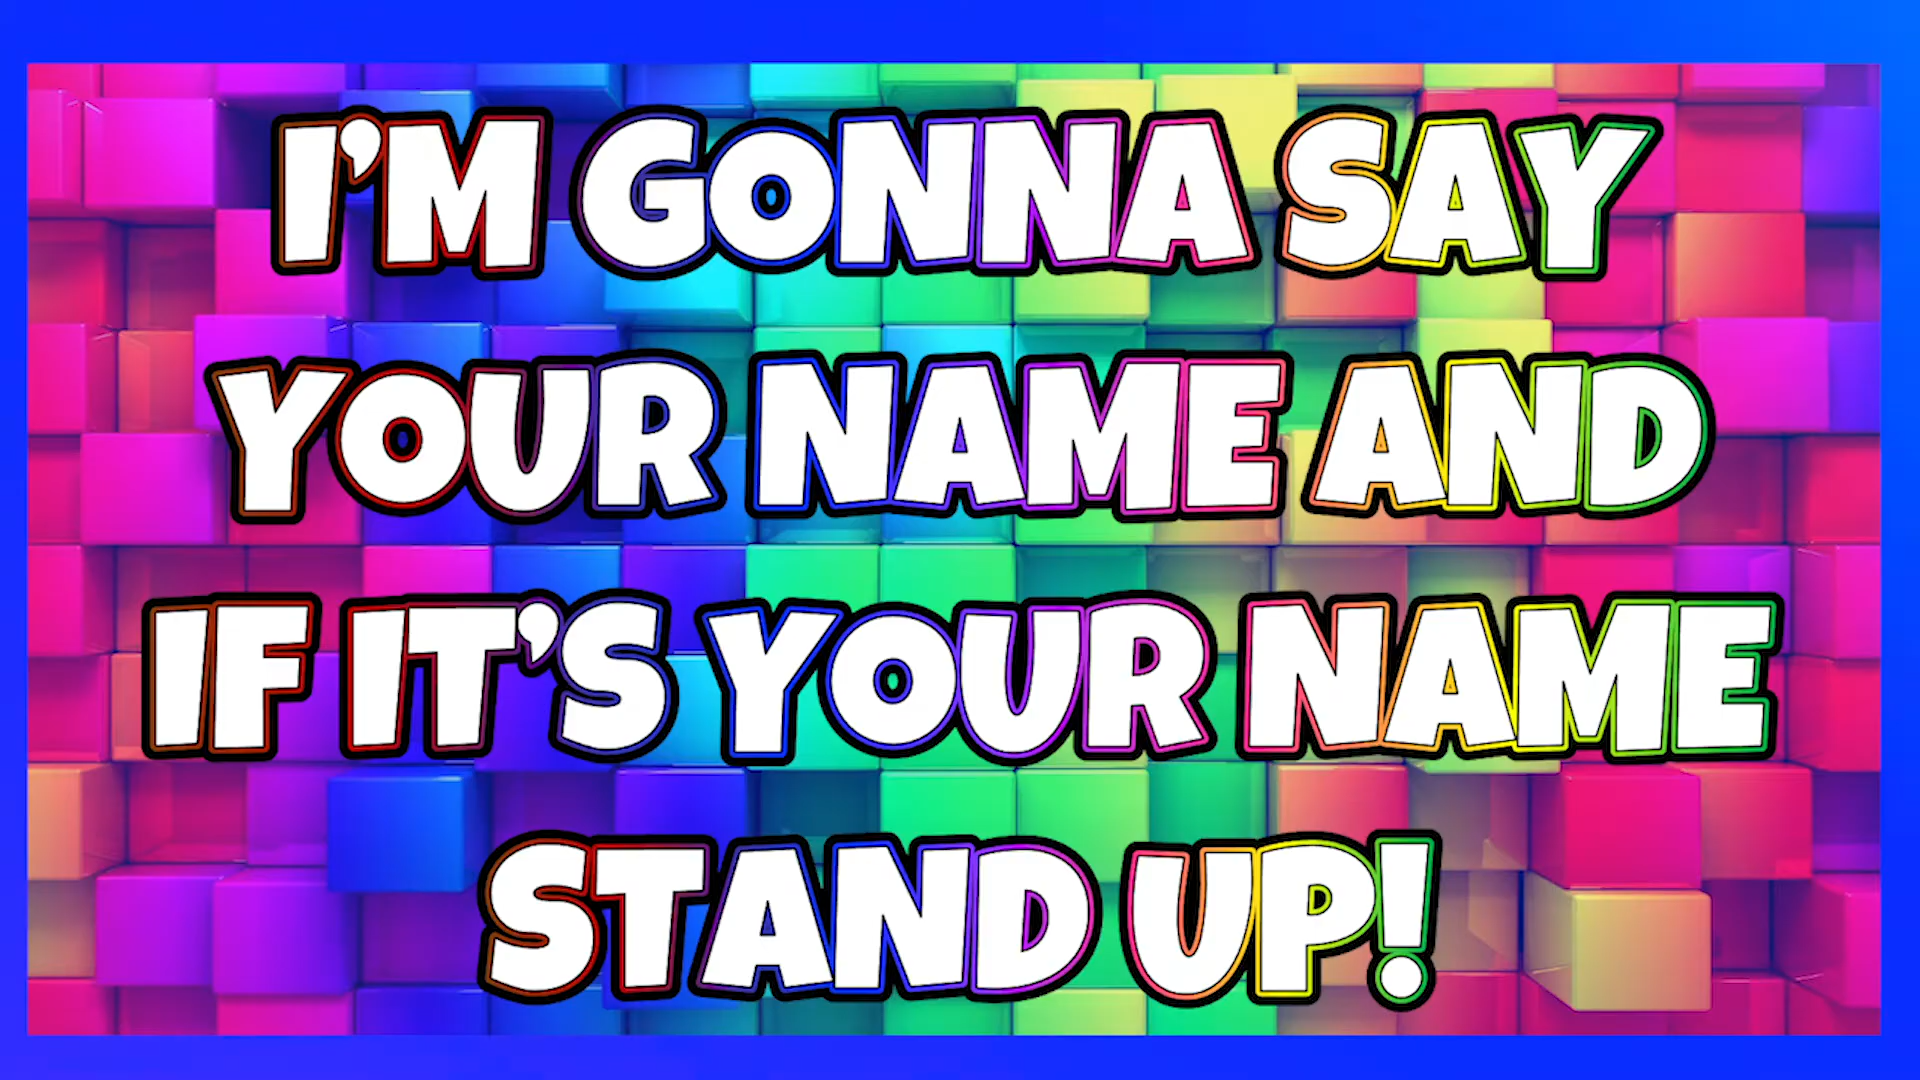 I'M GONNA SAY
YOUR NAME AND
IF IT'S YOUR NAME
STAND UP!